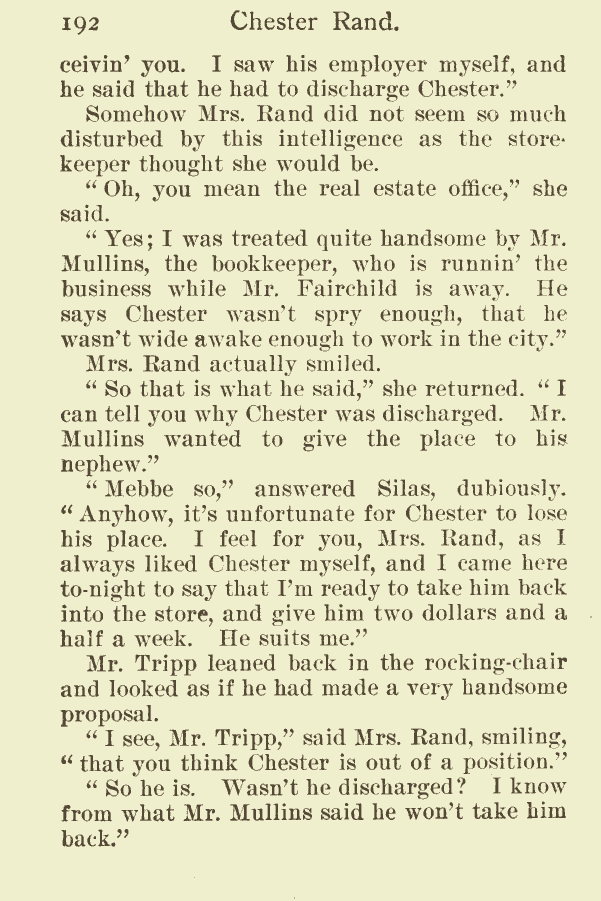 192 Chester Rand.
ceivin' you. I saw his employer myself, and
he said that he had to discharge Chester."
Somehow Mrs. Rand did not seem so much
disturbed by this intelligence as the store-
keeper thought she would be.
"Oh, you mean the real estate office," she
said.
"Yes; I was treated quite handsome by Mr.
Mullins, the bookkeeper, who is runnin' the
business while Mr. Fairchild is away. He
says Chester wasn't spry enough, that he
wasn't wide awake enough to work in the city."
Mrs. Rand actually smiled.
"So that is what he said," she returned. "I
can tell you why Chester was discharged. Mr.
Mullins wanted to give the place to his
nephew."
"Mebbe so," answered Silas, dubiously.
"Anyhow, it's unfortunate for Chester to lose
his place. I feel for you, Mrs. Rand, as I
always liked Chester myself, and I came here
to-night to say that I'm ready to take him back
into the store, and give him two dollars and a
half a week. He suits me."
Mr. Tripp leaned back in the rocking-chair
and looked as if he had made a very handsome
proposal.
"I see, Mr. Tripp," said Mrs. Rand, smiling,
"that you think Chester is out of a position."
"So he is. Wasn't he discharged? I know
from what Mr. Mullins said he won't take him
back."